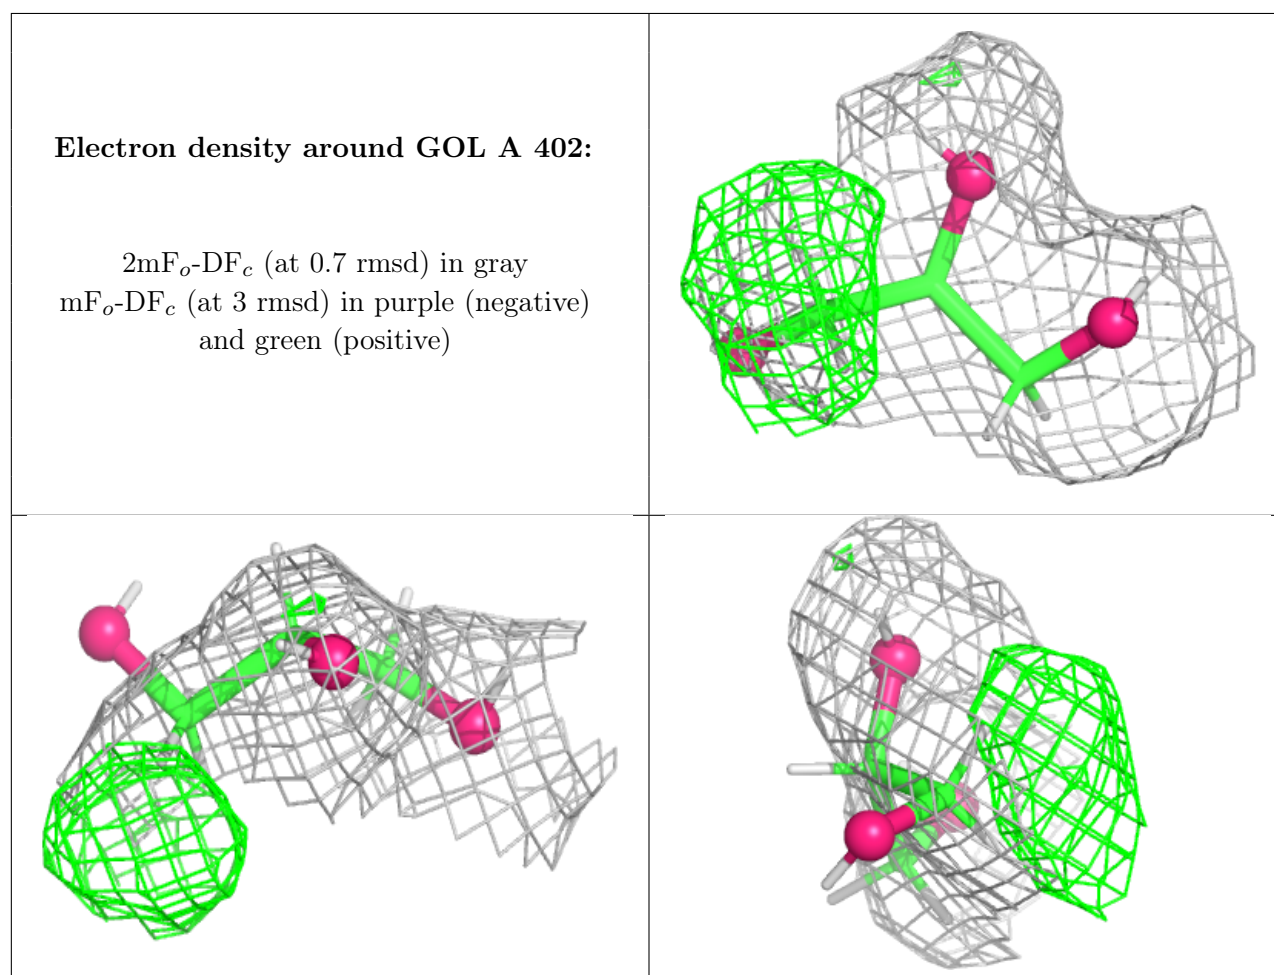 Electron density around GOL A 402:
2mFo-DFc (at 0.7 rmsd) in gray
mFo-DFc (at 3 rmsd) in purple (negative)
and green (positive)